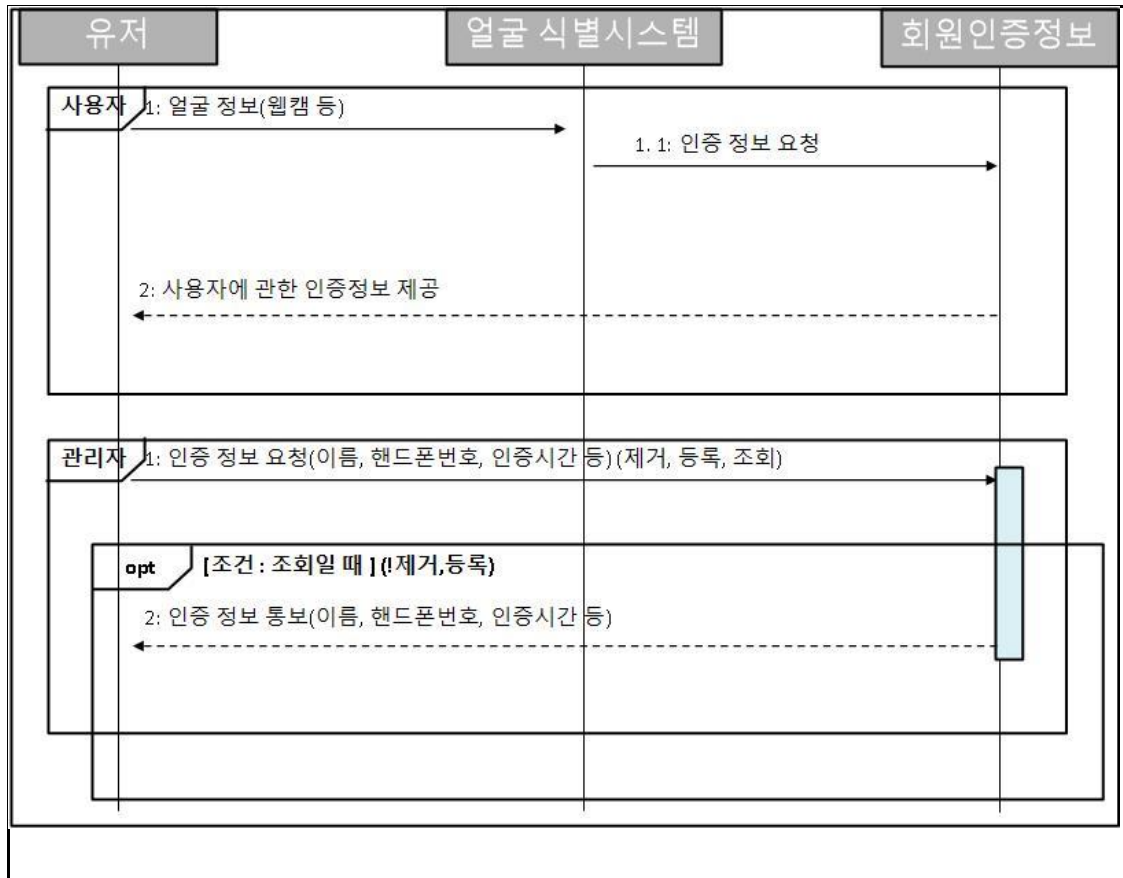 유저
얼굴 식별시스템
회원인증정보
사용자
1: 얼굴 정보(웹캠 등)
1. 1: 인증 정보 요청
2: 사용자에 관한 인증정보 제공
관리자
1: 인증 정보 요청(이름, 핸드폰번호, 인증시간 등) (제거, 등록, 조회)
opt
[조건 : 조회일 때 ] (!제거,등록)
2: 인증 정보 통보(이름, 핸드폰번호, 인증시간 등)